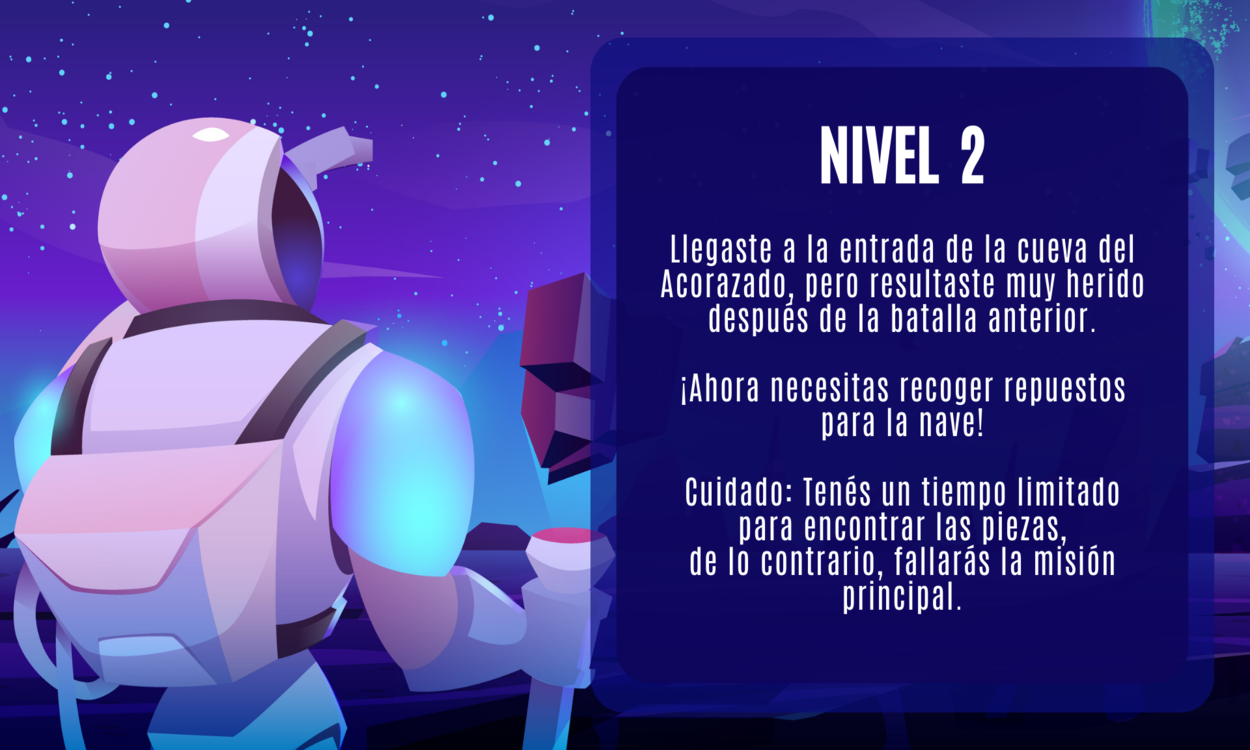 NIVEL 2
Llegaste a la entrada de la cueva del
Acorazado, pero resultaste muy herido
después de la batalla anterior.
¡Ahora necesitas recoger repuestos
para la nave!
Cuidado: Tenés un tiempo limitado
para encontrar las piezas,
de lo contrario, fallarás la misión
principal.